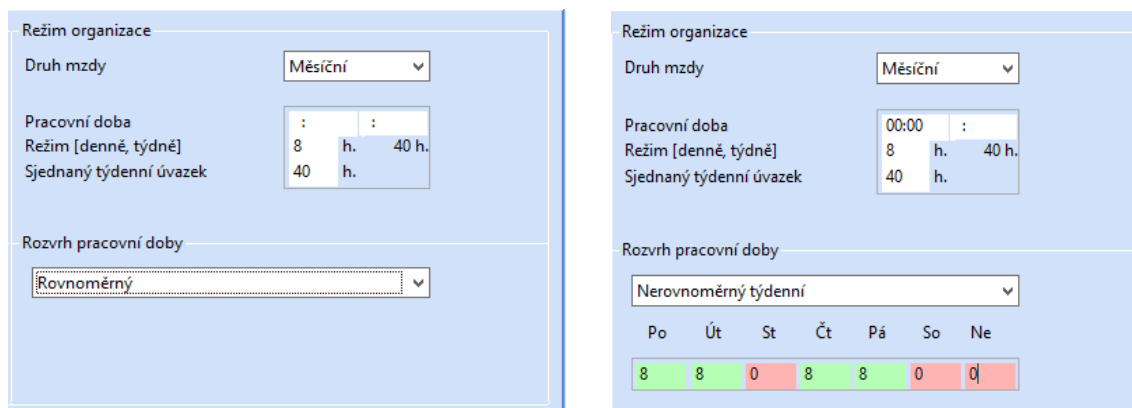 Režim organizace
Druh mzdy Měsíční
Pracovní doba : :
Režim [denně, týdně] 8 h. 40 h.
Sjednaný týdenní úvazek 40 h.
Rozvrh pracovní doby
Rovnoměrný
Režim organizace
Druh mzdy Měsíční
Pracovní doba 00:00 :
Režim [denně, týdně] 8 h. 40 h.
Sjednaný týdenní úvazek 40 h.
Rozvrh pracovní doby
Nerovnoměrný týdenní
Po Út St Čt Pá So Ne
8 8 0 8 8 0 0